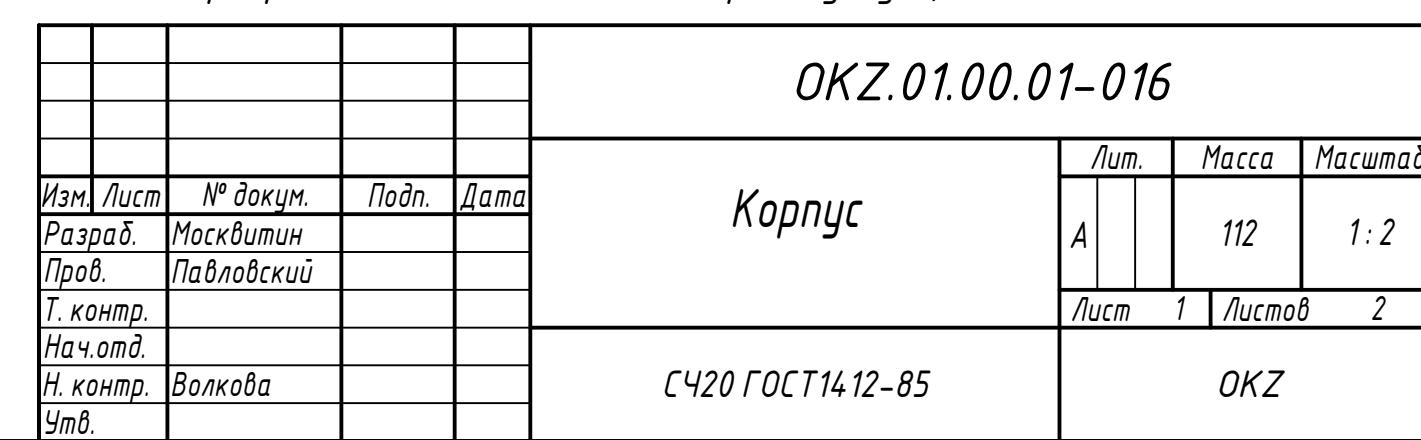 OKZ.01.00.01-016
Лит. Масса Масштаб
Изм. Лист № докум. Подп. Дата
Корпус
Разраб. Москвитин
А 112 1:2
Пров. Павловский
Т. контр.
Лист 1 Листов 2
Нач.отд.
Н. контр. Волкова
СЧ20 ГОСТ1412-85
OKZ
Утв.